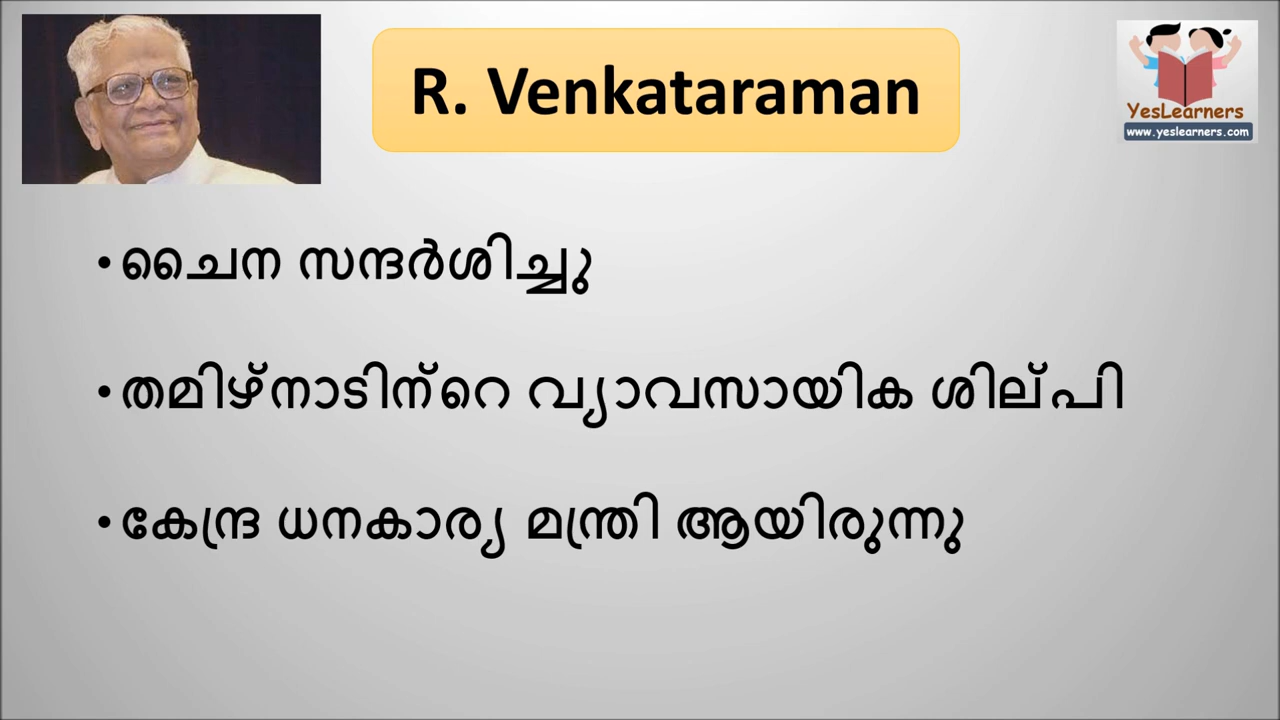 R. Venkataraman
YesLearners
www.yeslearners.com
• ചൈന സന്ദർശിച്ചു
• തമിഴ്നാടിന്റെ വ്യാവസായിക ശില്പി
• കേന്ദ്ര ധനകാര്യ മന്ത്രി ആയിരുന്നു